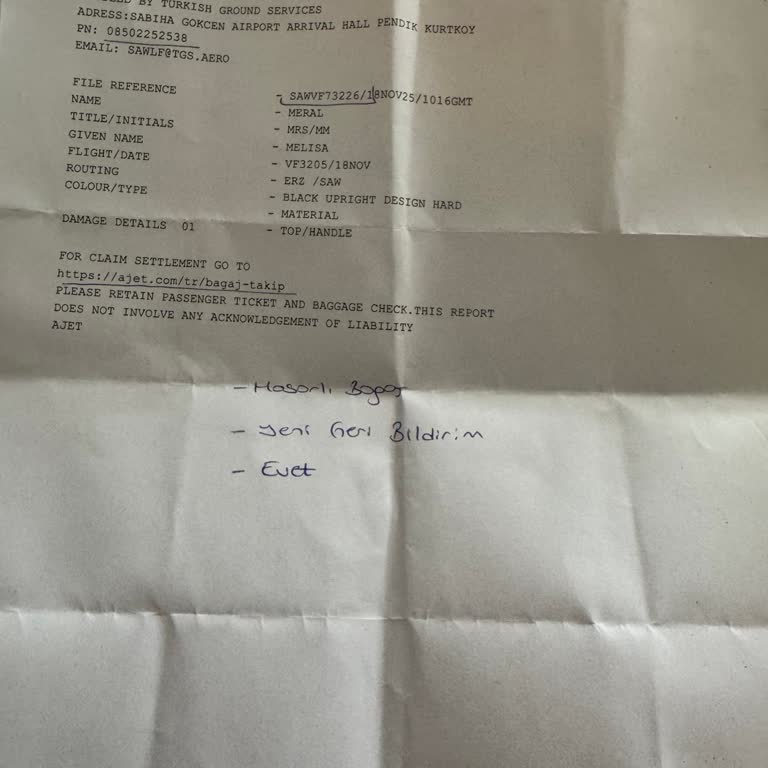 BY TURKISH GROUND SERVICES
ADRESS:SABIHA GOKCEN AIRPORT ARRIVAL HALL PENDIK KURTKOY
PN: 08502252538
EMAIL: SAWLF@TGS.AERO
FILE REFERENCE - SAWVF73226/18NOV25/1016GMT
NAME - MERAL
TITLE/INITIALS - MRS/MM
GIVEN NAME - MELISA
FLIGHT/DATE - VF3205/18NOV
ROUTING - ERZ /SAW
COLOUR/TYPE - BLACK UPRIGHT DESIGN HARD
- MATERIAL
DAMAGE DETAILS 01 - TOP/HANDLE
FOR CLAIM SETTLEMENT GO TO
https://ajet.com/tr/bagaj-takip
PLEASE RETAIN PASSENGER TICKET AND BAGGAGE CHECK.THIS REPORT
DOES NOT INVOLVE ANY ACKNOWLEDGEMENT OF LIABILITY
AJET
- Hasarlı Bagaj
- Yeni Geri Bildirim
- Evet